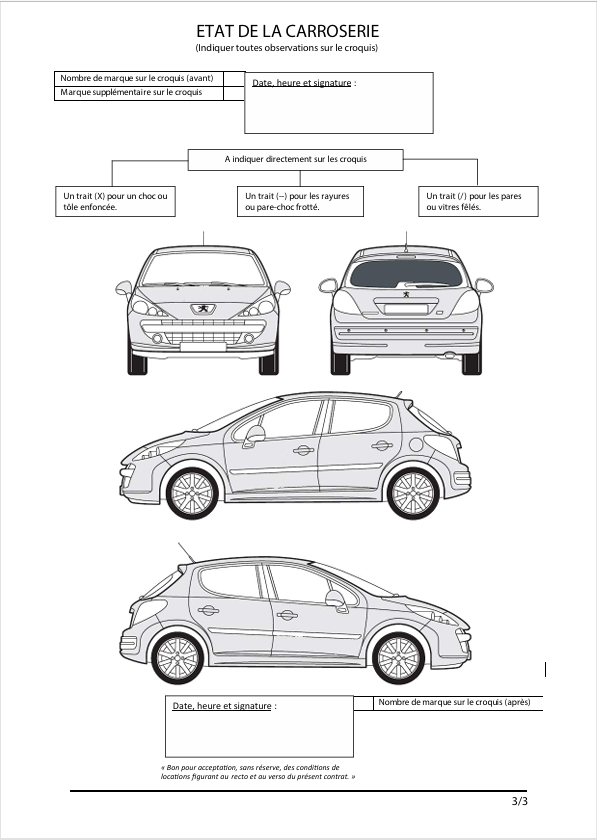 ETAT DE LA CARROSERIE
(Indiquer toutes observations sur le croquis)
Nombre de marque sur le croquis (avant)
Marque supplémentaire sur le croquis
Date, heure et signature :
A indiquer directement sur les croquis
Un trait (X) pour un choc ou
tôle enfoncée.
Un trait (--) pour les rayures
ou pare-choc frotté.
Un trait (/) pour les pares
ou vitres fêlés.
Date, heure et signature :
Nombre de marque sur le croquis (après)
« Bon pour acceptation, sans réserve, des conditions de
locations figurant au recto et au verso du présent contrat. »
3/3